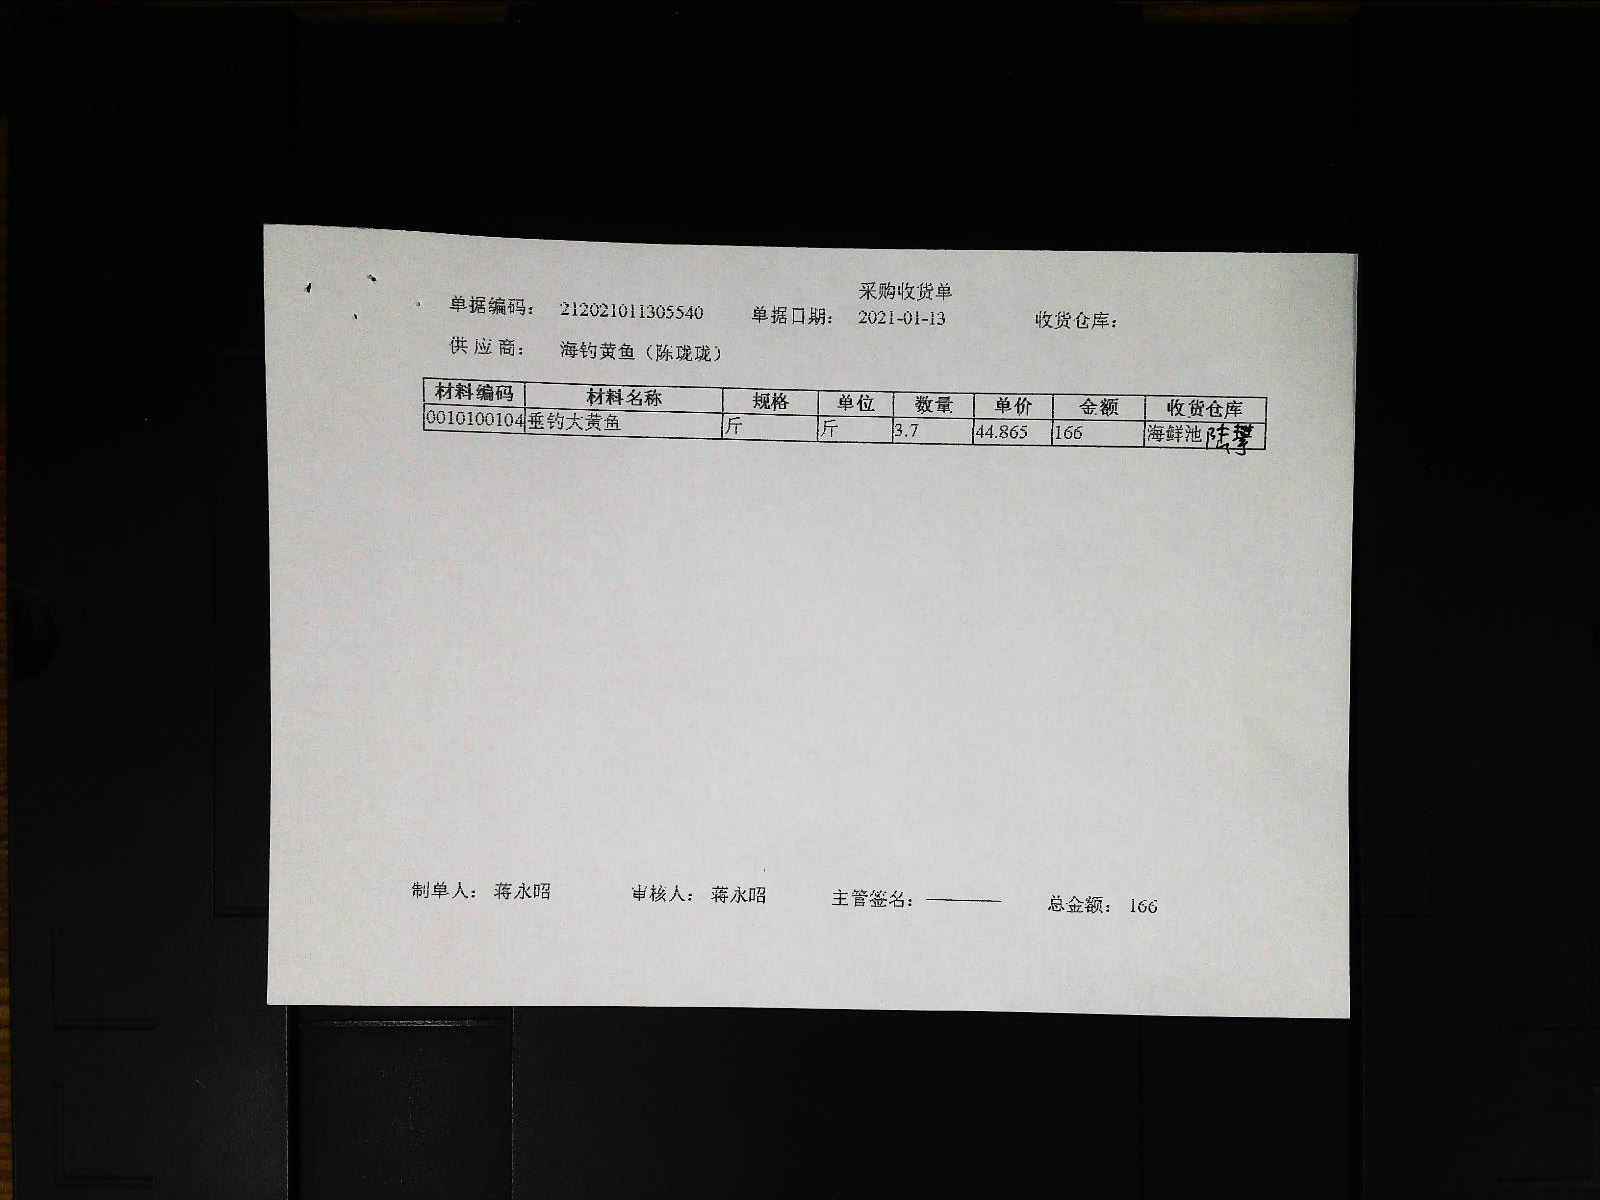 采购收货单
单据编码： 212021011305540 单据日期： 2021-01-13 收货仓库：
供 应 商： 海钓黄鱼（陈珑珑）
材料编码 材料名称 规格 单位 数量 单价 金额 收货仓库
0010100104 垂钓大黄鱼 斤 斤 3.7 44.865 166 海鲜池
制单人： 蒋永昭 审核人： 蒋永昭 主管签名： 总金额： 166